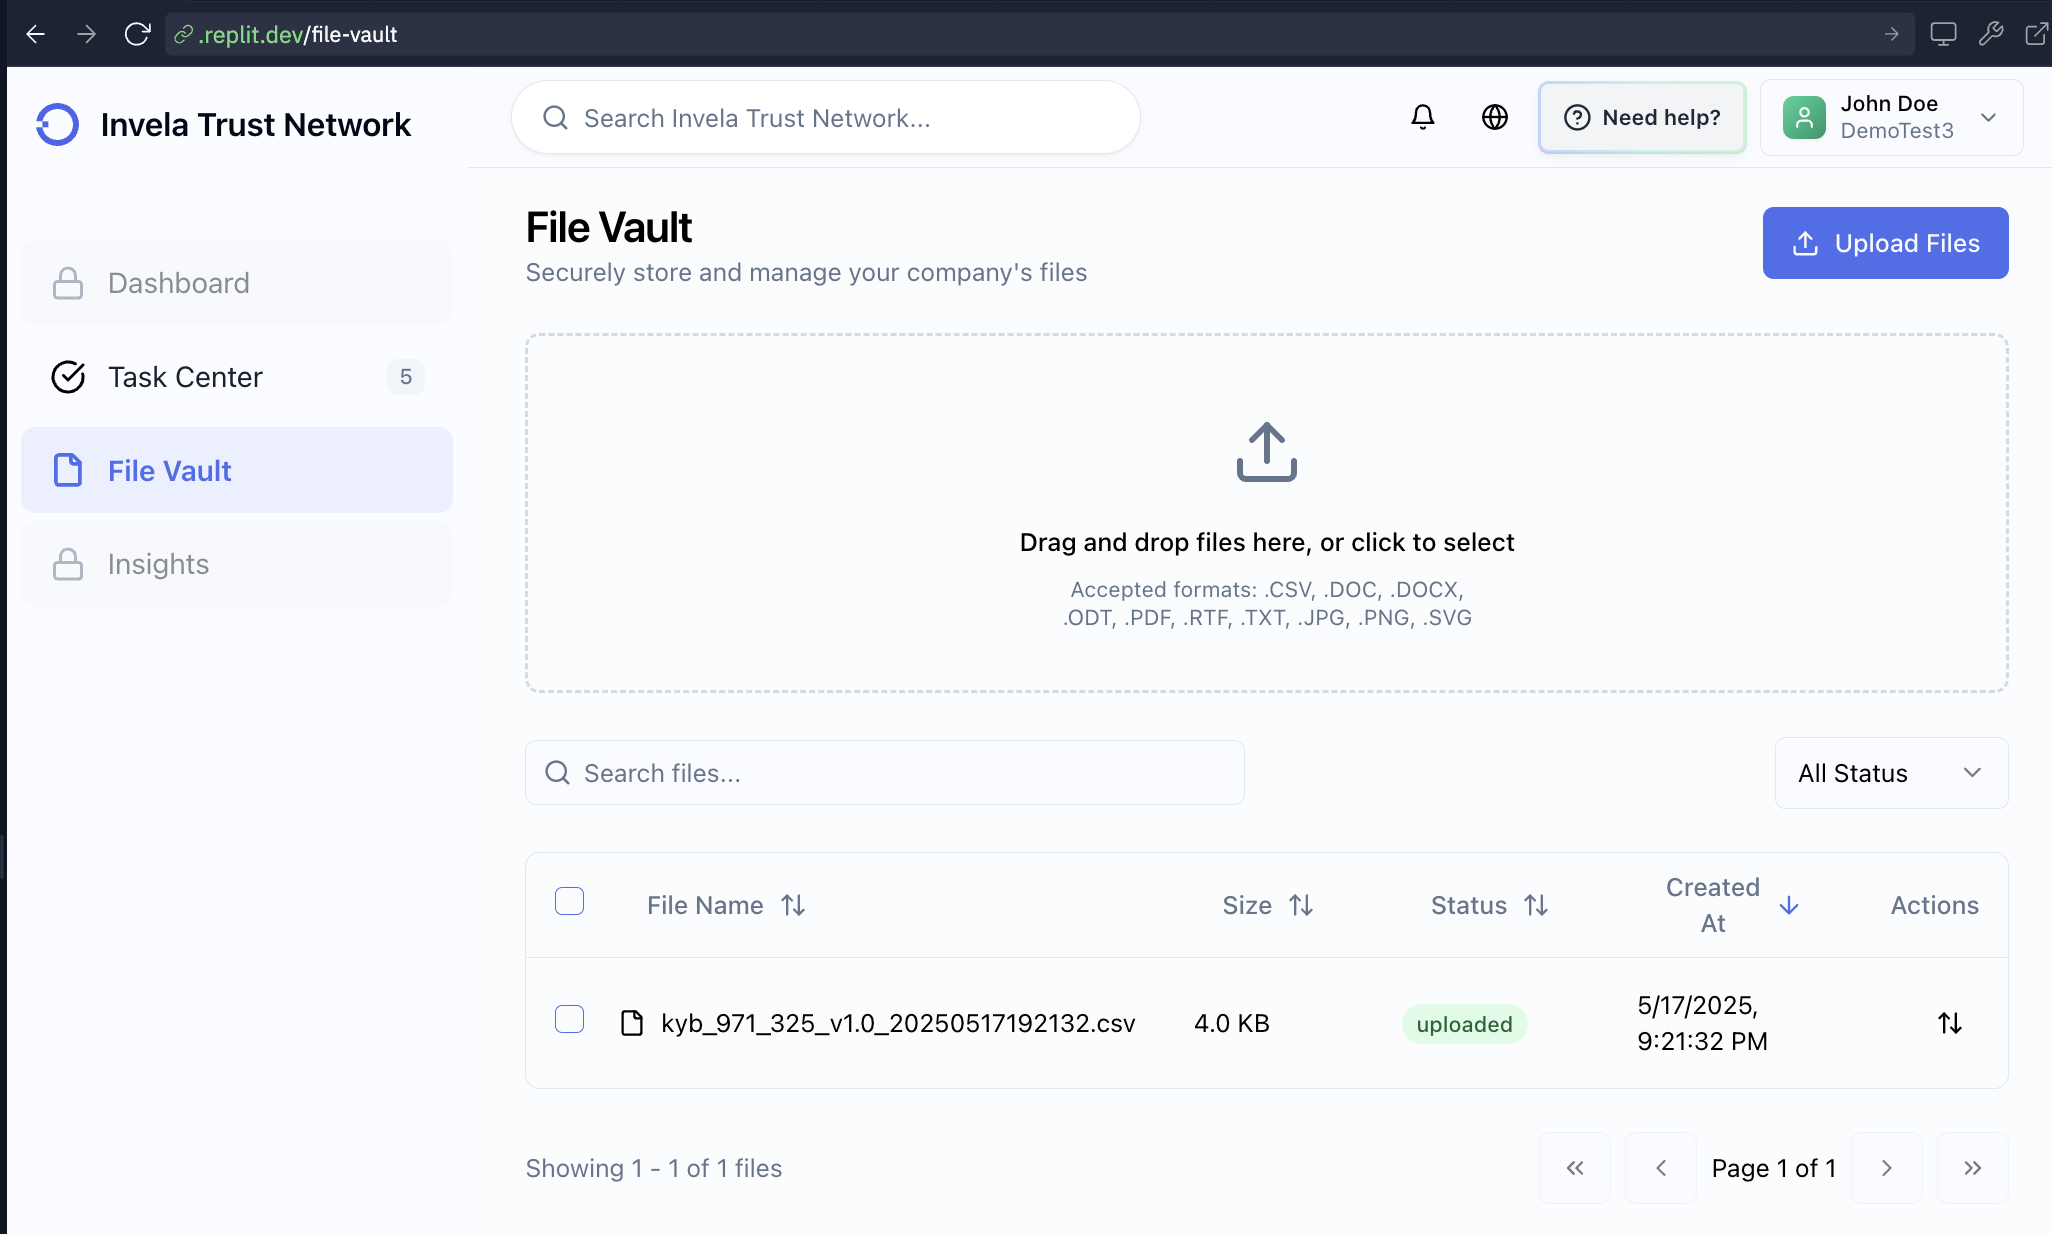 .replit.dev/file-vault
Invela Trust Network
Search Invela Trust Network...
Need help?
John Doe
DemoTest3
Dashboard
Task Center
5
File Vault
Insights
File Vault
Securely store and manage your company's files
Upload Files
Drag and drop files here, or click to select
Accepted formats: .CSV, .DOC, .DOCX,
.ODT, .PDF, .RTF, .TXT, .JPG, .PNG, .SVG
Search files...
All Status
File Name
Size
Status
Created
At
Actions
kyb_971_325_v1.0_20250517192132.csv
4.0 KB
uploaded
5/17/2025,
9:21:32 PM
Showing 1 - 1 of 1 files
Page 1 of 1